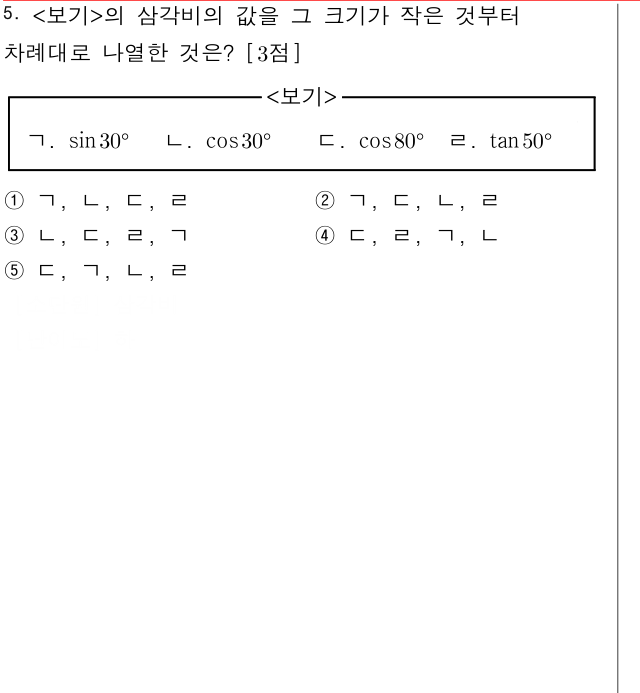 5. <보기>의 삼각비의 값을 그 크기가 작은 것부터
차례대로 나열한 것은? [3점]
<보기>
ㄱ. sin30° ㄴ. cos30° ㄷ. cos80° ㄹ. tan50°
① ㄱ, ㄴ, ㄷ, ㄹ ② ㄱ, ㄷ, ㄴ, ㄹ
③ ㄴ, ㄷ, ㄹ, ㄱ ④ ㄷ, ㄹ, ㄱ, ㄴ
⑤ ㄷ, ㄱ, ㄴ, ㄹ